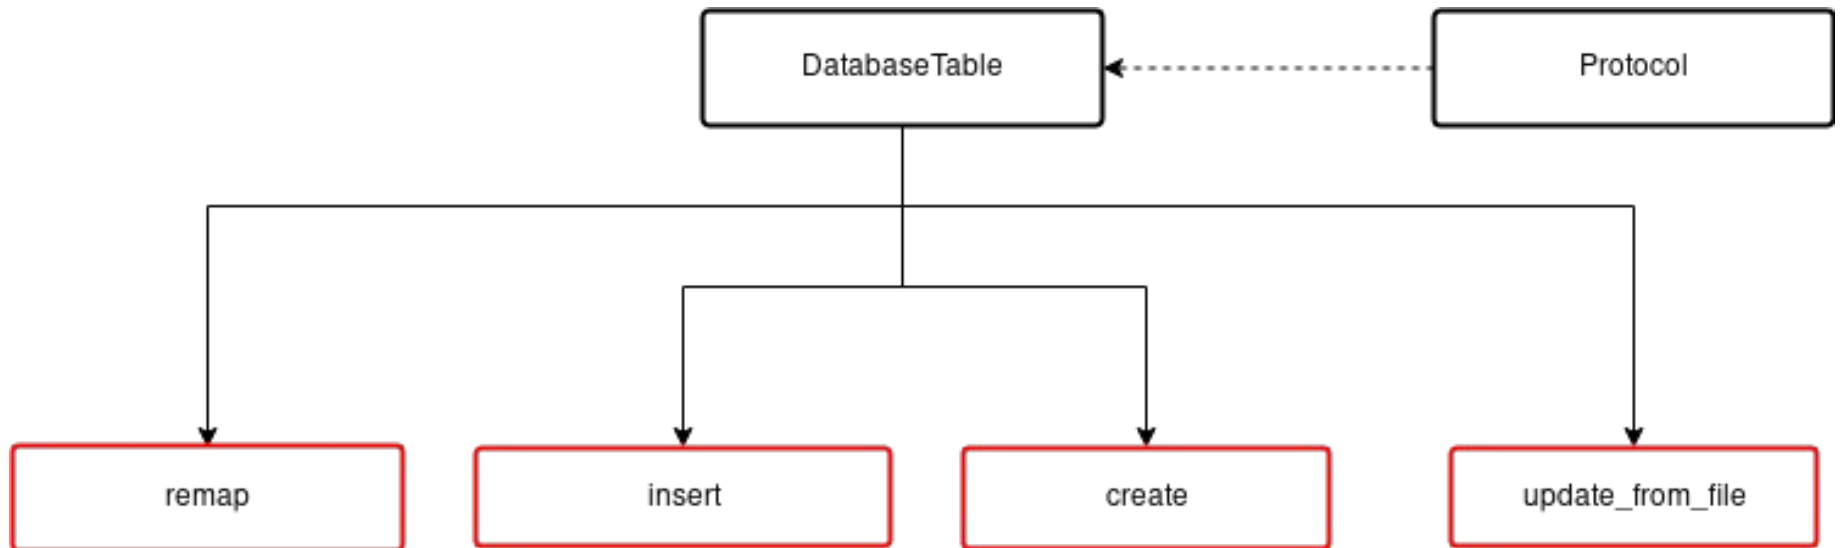 DatabaseTable
Protocol
remap
insert
create
update_from_file